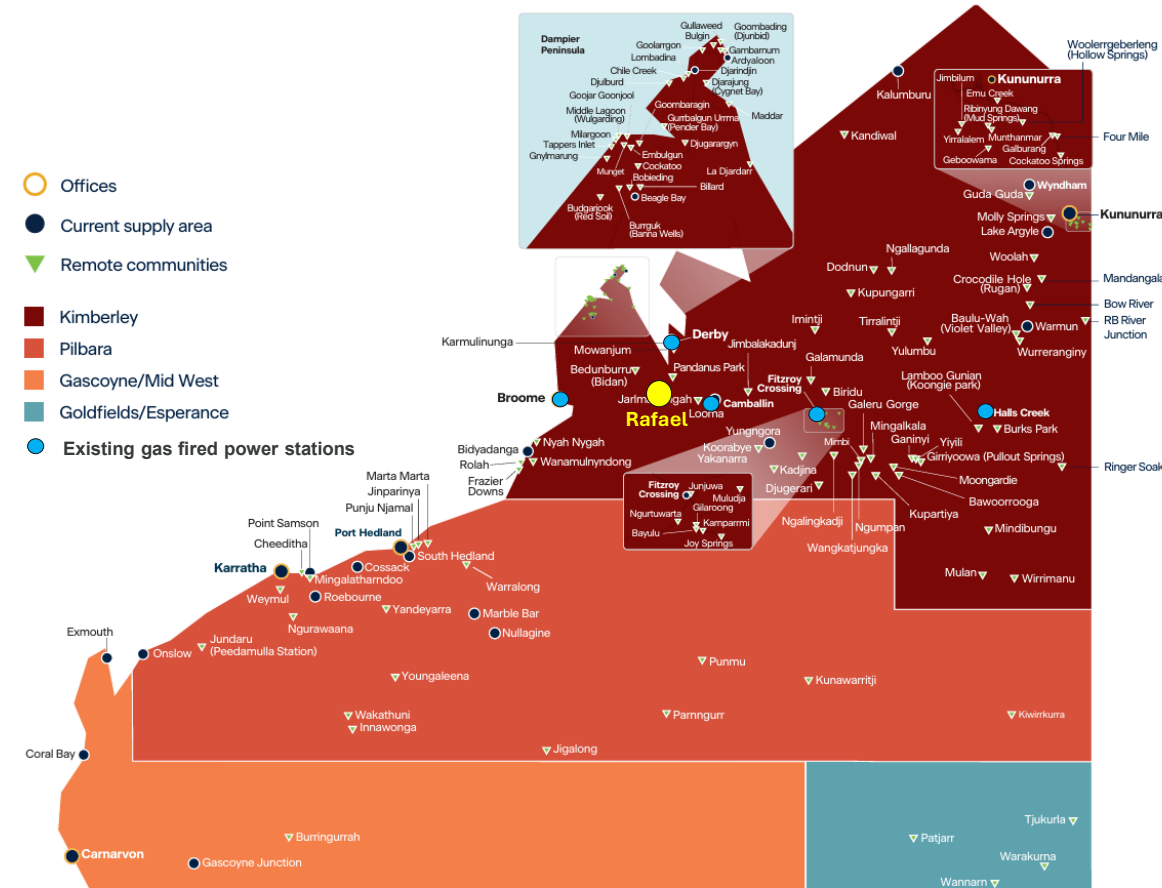 Dampier
Peninsula
Gullaweed
Bulgin
Goombading
(Djunbid)
Goolarrgon
Lombadina
Gambarnum
Ardyaloon
Chile Creek
Djarindjin
Djulburd
Djarajung
(Cygnet Bay)
Goojar Goonjool
Goombaragin
Maddar
Middle Lagoon
(Wulgarding)
Gurrbalgun Urrma
(Pender Bay)
Milargoon
Tappers Inlet
Djugarargyn
Gnylmarung
Embulgun
Cockatoo
La Djardarr
Munget
Bobieding
Billard
Beagle Bay
Budgarjook
(Red Soil)
Burrguk
(Banna Wells)
Woolerrgeberleng
(Hollow Springs)
Jimbilum
Kununurra
Emu Creek
Ribinyung Dawang
(Mud Springs)
Yirralalem
Munthanmar
Galburang
Four Mile
Geboowama
Cockatoo Springs
Kalumburu
Kandiwal
Wyndham
Guda Guda
Molly Springs
Kununurra
Lake Argyle
Offices
Current supply area
Remote communities
Kimberley
Pilbara
Gascoyne/Mid West
Goldfields/Esperance
Existing gas fired power stations
Ngallagunda
Dodnun
Woolah
Kupungarri
Crocodile Hole
(Rugan)
Mandangala
Bow River
Imintji
Tirralintji
Baulu-Wah
(Violet Valley)
Warmun
RB River
Junction
Yulumbu
Wurreranginy
Karmulinunga
Derby
Mowanjum
Jimbalakadunj
Bedunburru
(Bidan)
Pandanus Park
Galamunda
Lamboo Gunian
(Koongie park)
Fitzroy
Crossing
Biridu
Broome
Rafael
Looma
Camballin
Galeru Gorge
Halls Creek
Mingalkala
Burks Park
Bidyadanga
Nyah Nygah
Yungngora
Koorabye
Yakanarra
Mimbi
Ganinyi
Yiyili
Girriyoowa (Pullout Springs)
Rolah
Wanamulnyndong
Kadjina
Ringer Soak
Frazier
Downs
Djugerari
Moongardie
Bawoorrooga
Kupartiya
Ngalingkadji
Ngumpan
Wangkatjungka
Mindibungu
Mulan
Wirrimanu
Fitzroy
Crossing
Junjuwa
Muludja
Gilaroong
Ngurtuwarta
Karnparrmi
Bayulu
Joy Springs
Marta Marta
Jinparinya
Punju Njamal
Point Samson
Port Hedland
Cheeditha
South Hedland
Karratha
Cossack
Mingalatharndoo
Warralong
Weymul
Roebourne
Yandeyarra
Marble Bar
Ngurawaana
Nullagine
Exmouth
Onslow
Jundaru
(Peedamulla Station)
Punmu
Youngaleena
Kunawarritji
Wakathuni
Innawonga
Parnngurr
Kiwirrkurra
Jigalong
Coral Bay
Burringurrah
Tjukurla
Patjarr
Carnarvon
Gascoyne Junction
Warakurna
Wannarn